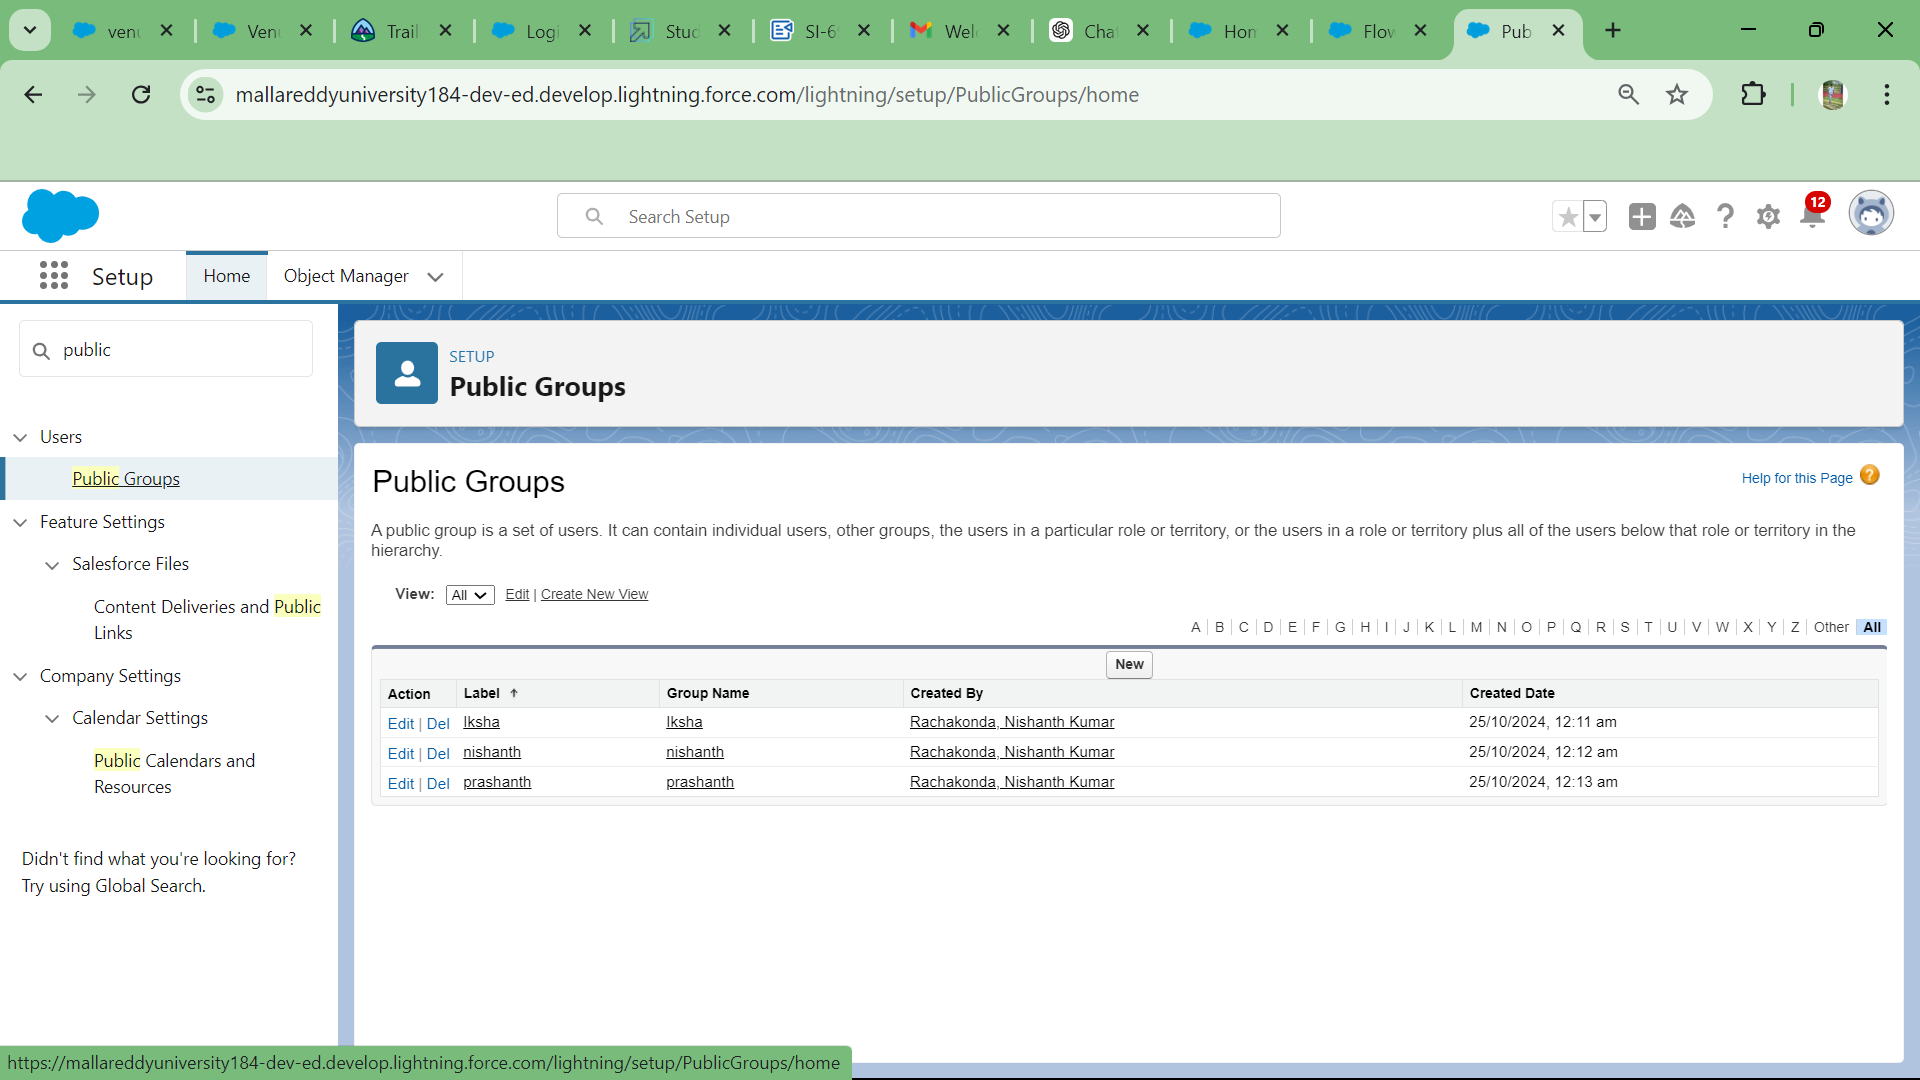 venu
Venu
Trail
Logi
Stud
SI-6
Wel
Cha
Hon
Flov
Pub
mallareddyuniversity184-dev-ed.develop.lightning.force.com/lightning/setup/PublicGroups/home
Search Setup
12
Setup
Home
Object Manager
public
Users
Public Groups
Feature Settings
Salesforce Files
Content Deliveries and Public
Links
Company Settings
Calendar Settings
Public Calendars and
Resources
Didn't find what you're looking for?
Try using Global Search.
SETUP
Public Groups
Public Groups
Help for this Page ?
A public group is a set of users. It can contain individual users, other groups, the users in a particular role or territory, or the users in a role or territory plus all of the users below that role or territory in the
hierarchy.
View: All Edit | Create New View
A | B | C | D | E | F | G | H | I | J | K | L | M | N | O | P | Q | R | S | T | U | V | W | X | Y | Z | Other | All
New
Action Label ↑ Group Name Created By Created Date
Edit | Del Iksha Iksha Rachakonda, Nishanth Kumar 25/10/2024, 12:11 am
Edit | Del nishanth nishanth Rachakonda, Nishanth Kumar 25/10/2024, 12:12 am
Edit | Del prashanth prashanth Rachakonda, Nishanth Kumar 25/10/2024, 12:13 am
https://mallareddyuniversity184-dev-ed.develop.lightning.force.com/lightning/setup/PublicGroups/home